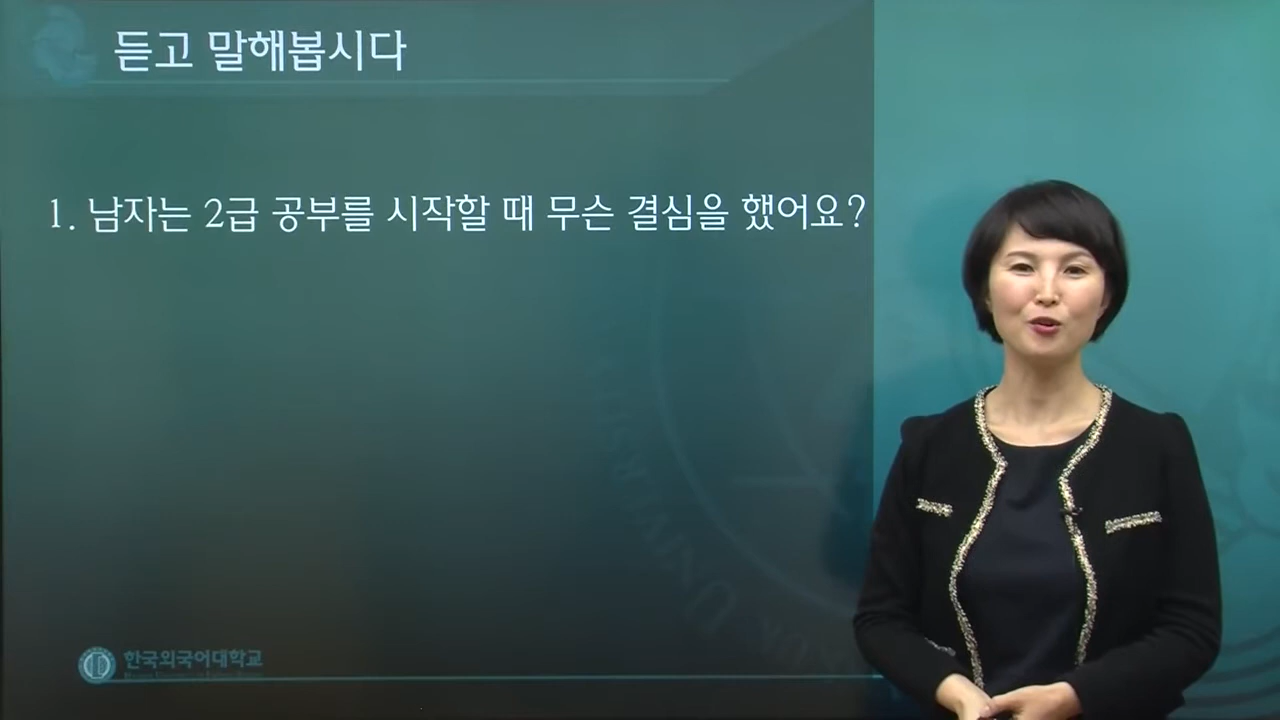 듣고 말해봅시다
1. 남자는 2급 공부를 시작할 때 무슨 결심을 했어요?
한국외국어대학교